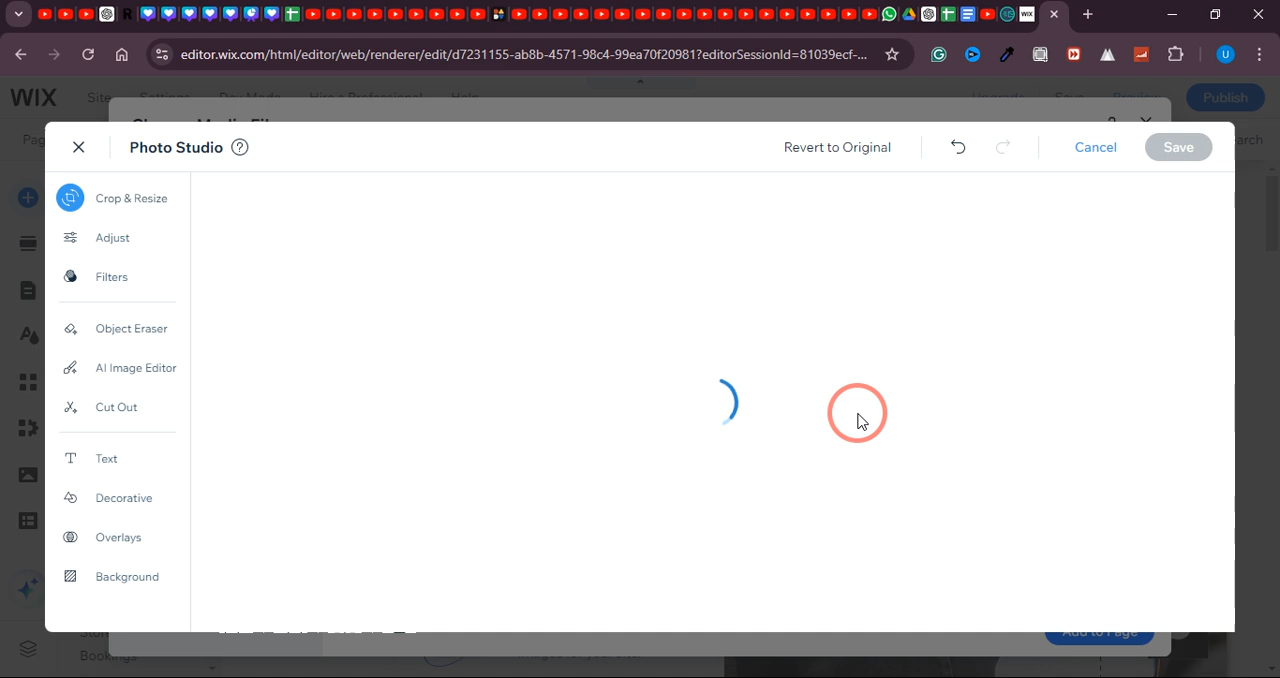 editor.wix.com/html/editor/web/renderer/edit/d7231155-ab8b-4571-98c4-99ea70f20981?editorSessionId=81039ecf-...
U
WIX
Publish
Photo Studio ?
Revert to Original
Cancel
Save
Crop & Resize
Adjust
Filters
Object Eraser
AI Image Editor
Cut Out
Text
Decorative
Overlays
Background
Add to Page
Bookings